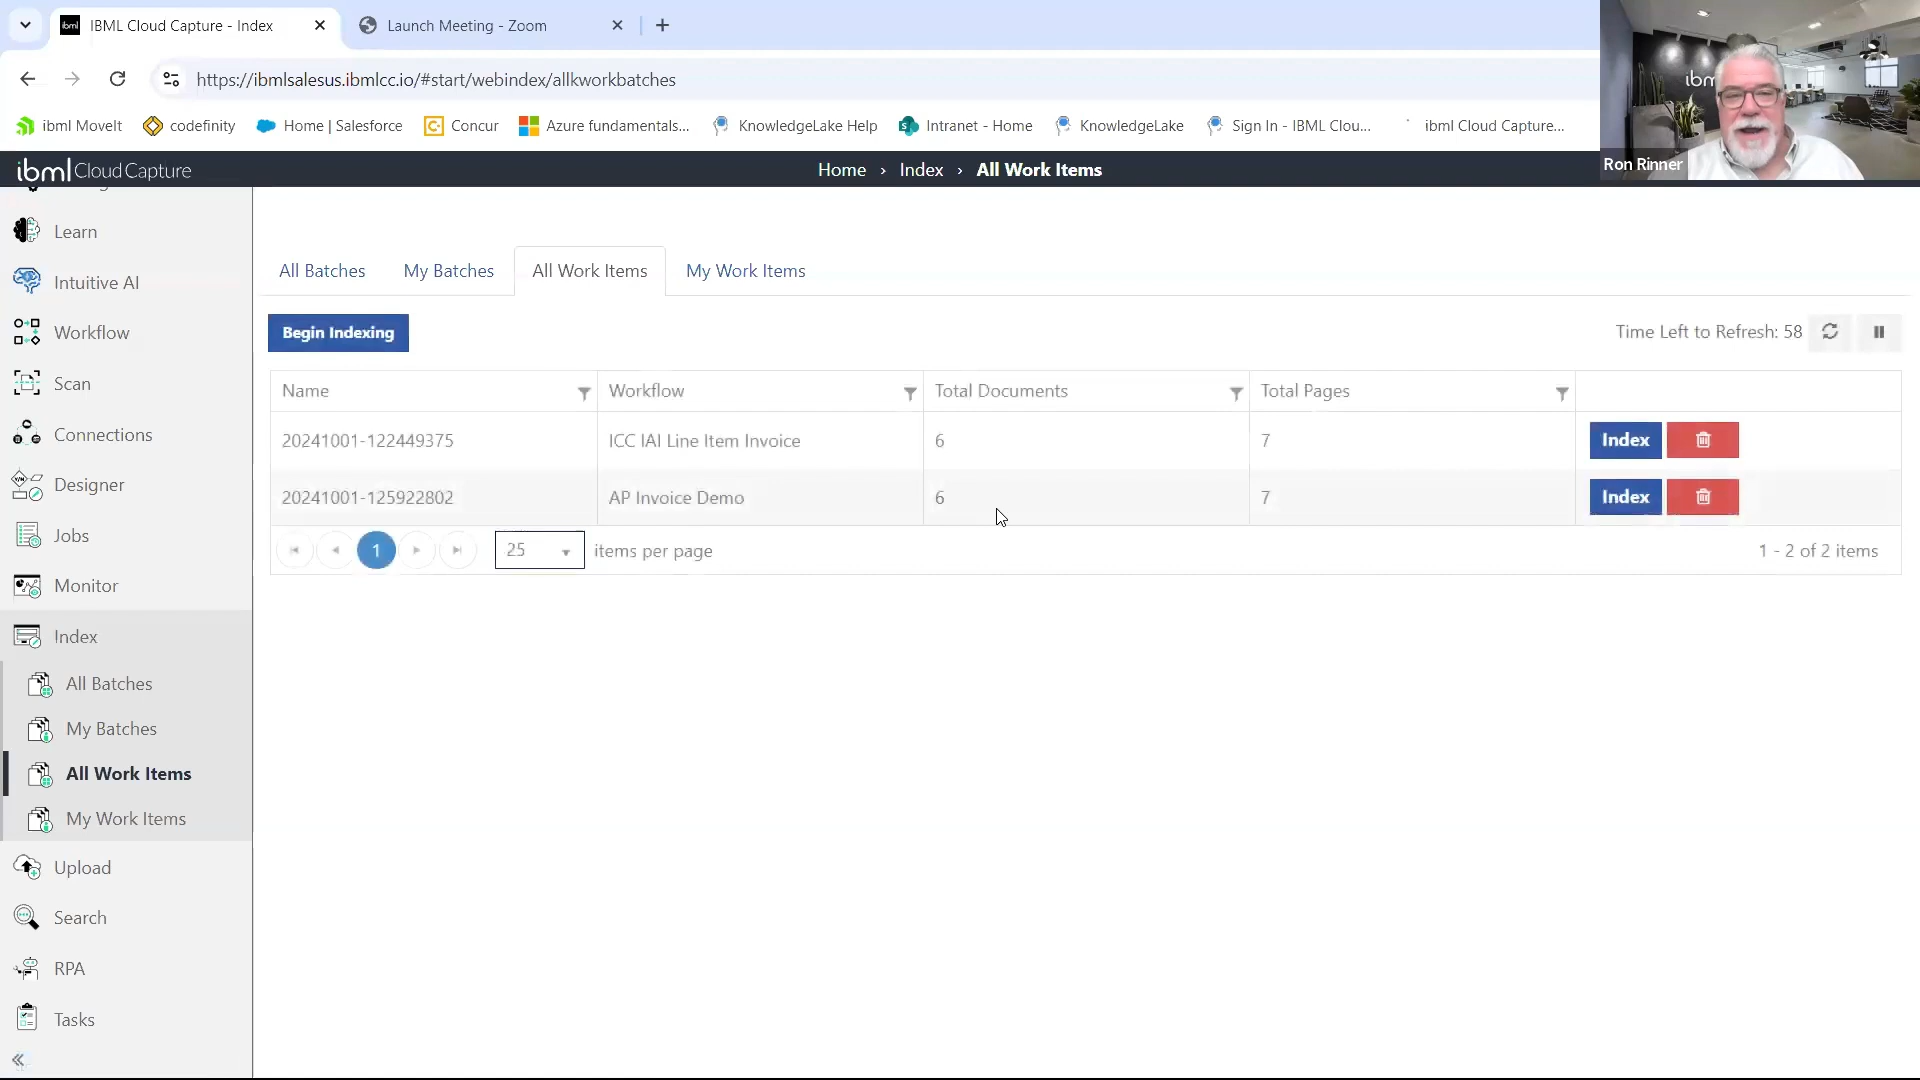 IBML Cloud Capture - Index
Launch Meeting - Zoom
https://ibmlsalesus.ibmlcc.io/#start/webindex/allkworkbatches
ibml MoveIt
codefinity
Home | Salesforce
Concur
Azure fundamentals...
KnowledgeLake Help
Intranet - Home
KnowledgeLake
Sign In - IBML Clou...
ibml Cloud Capture...
Ron Rinner
ibml Cloud Capture
Home › Index › All Work Items
Learn
Intuitive AI
Workflow
Scan
Connections
Designer
Jobs
Monitor
Index
All Batches
My Batches
All Work Items
My Work Items
Upload
Search
RPA
Tasks
All Batches
My Batches
All Work Items
My Work Items
Begin Indexing
Time Left to Refresh: 58
Name Workflow Total Documents Total Pages
20241001-122449375 ICC IAI Line Item Invoice 6 7 Index
20241001-125922802 AP Invoice Demo 6 7 Index
1 25 items per page 1 - 2 of 2 items